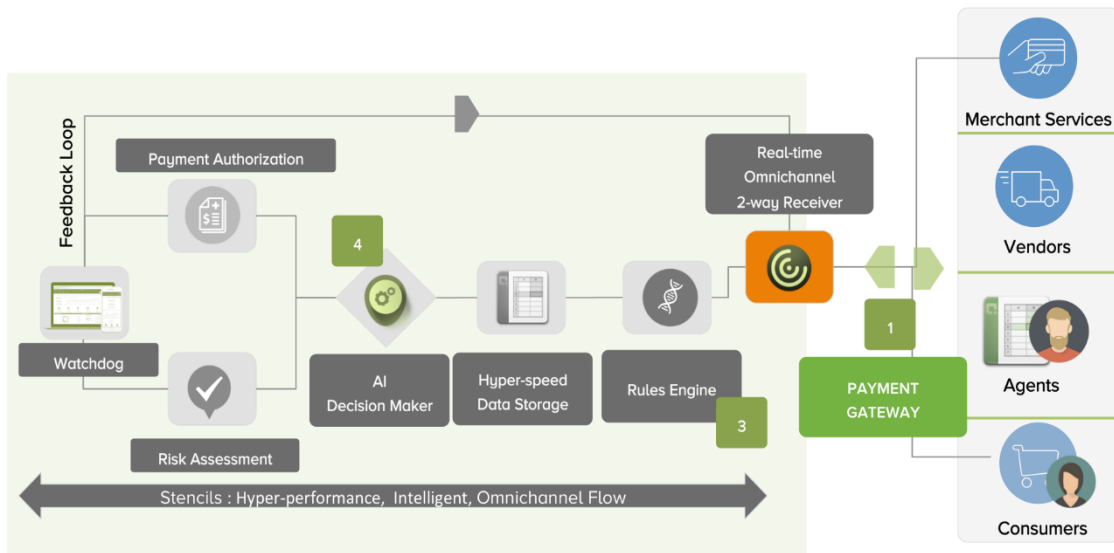 Merchant Services
Feedback Loop
Payment Authorization
Real-time
Omnichannel
2-way Receiver
Vendors
4
1
Watchdog
AI
Decision Maker
Hyper-speed
Data Storage
Rules Engine
3
PAYMENT
GATEWAY
Agents
Risk Assessment
Stencils : Hyper-performance, Intelligent, Omnichannel Flow
Consumers